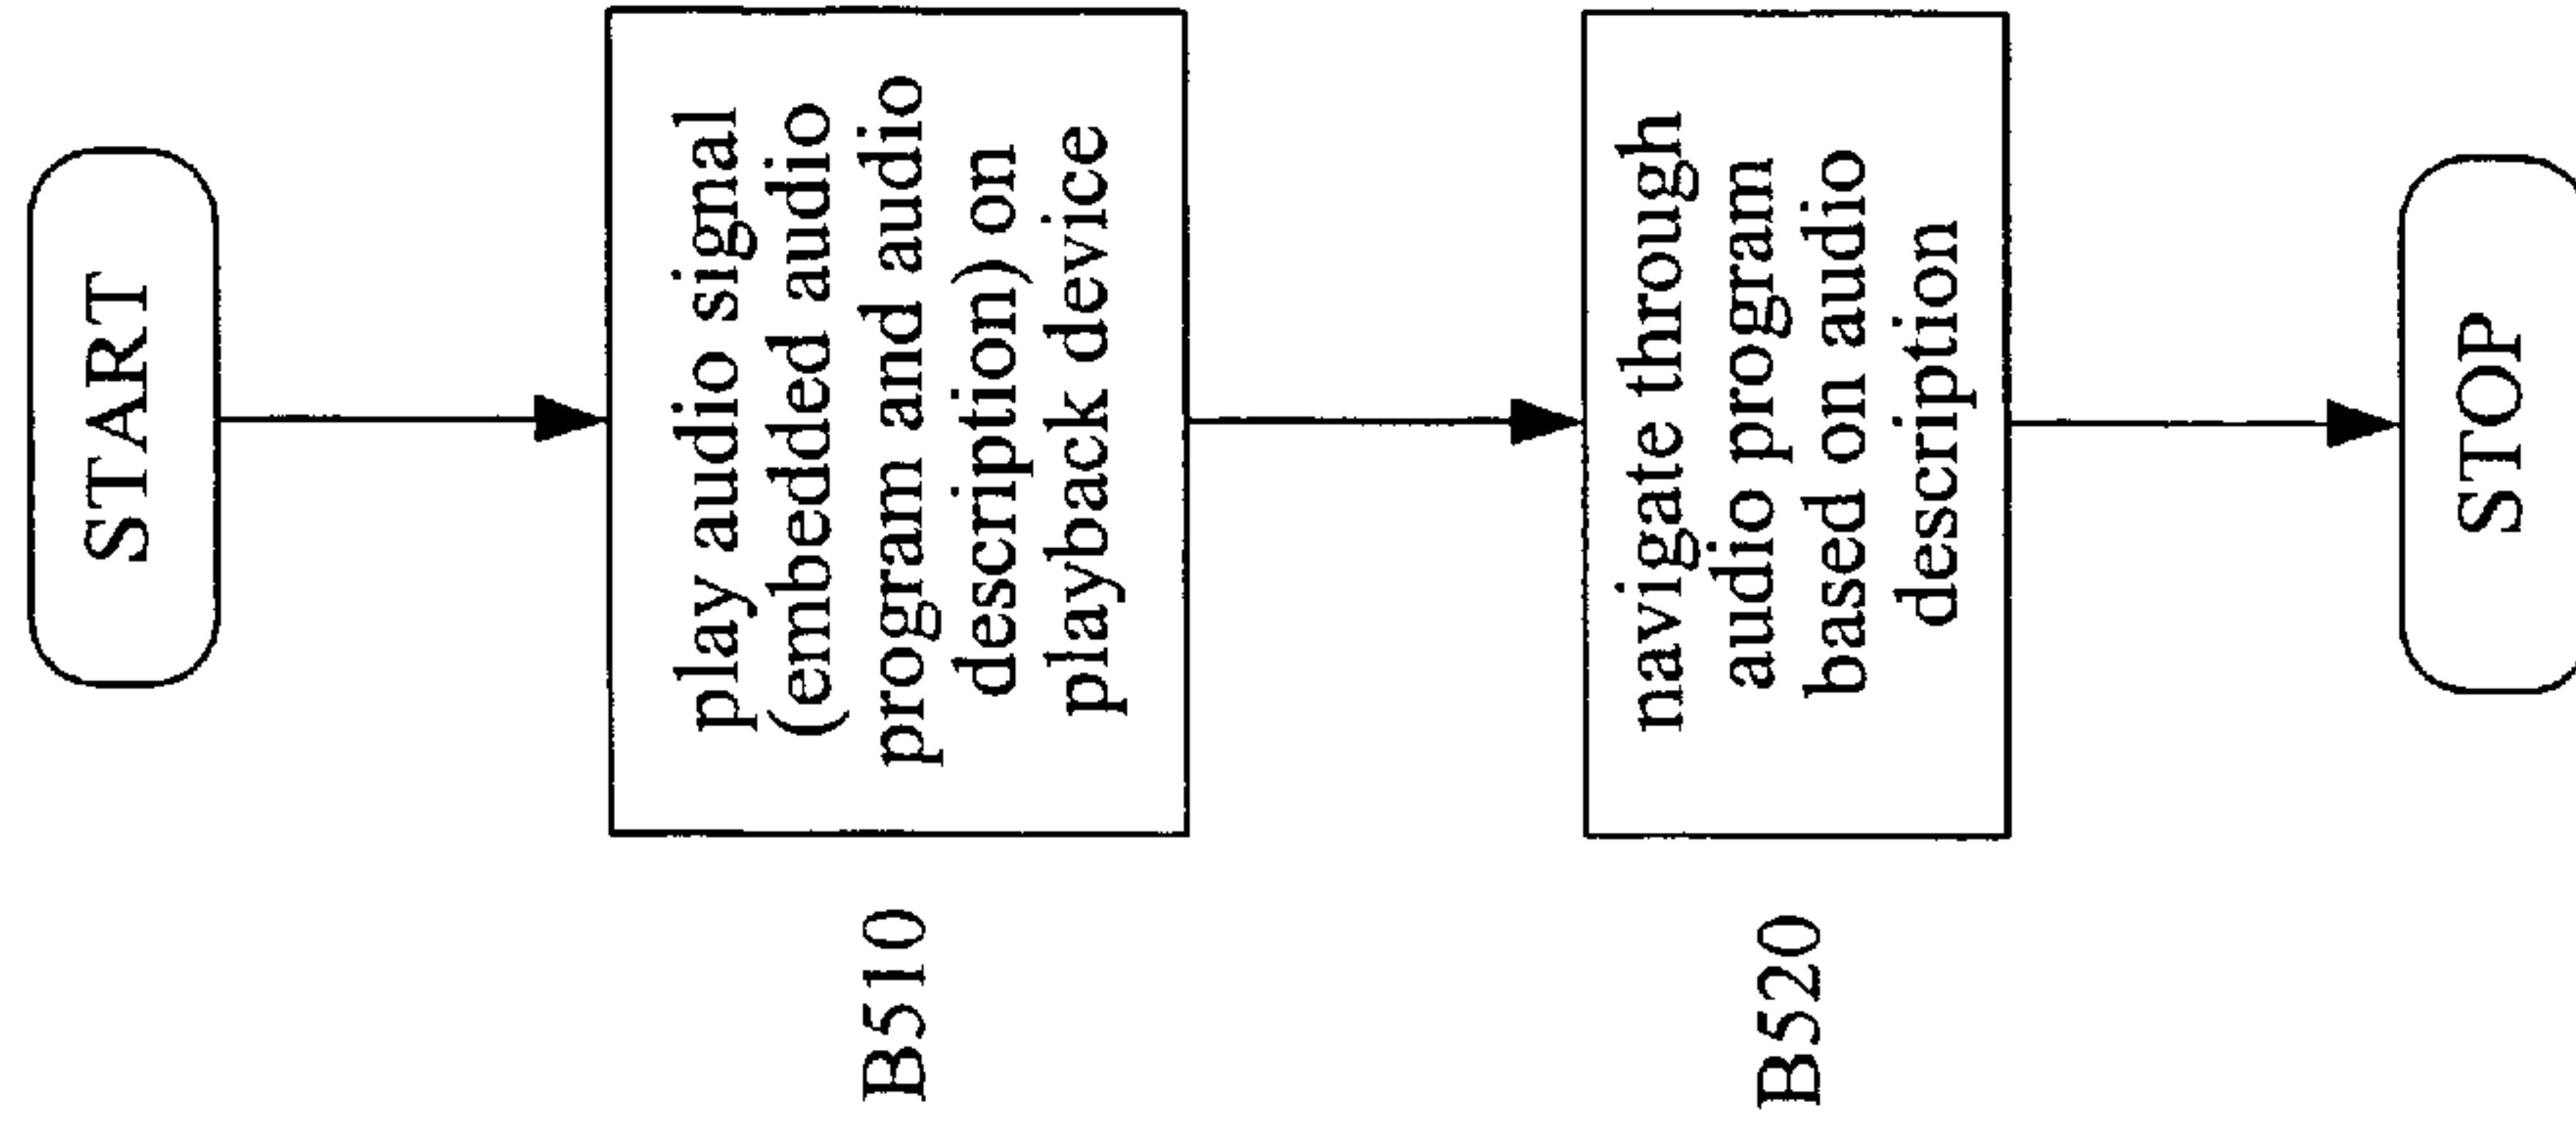 START
play audio signal
(embedded audio
program and audio
description) on
playback device
B510
navigate through
audio program
based on audio
description
B520
STOP